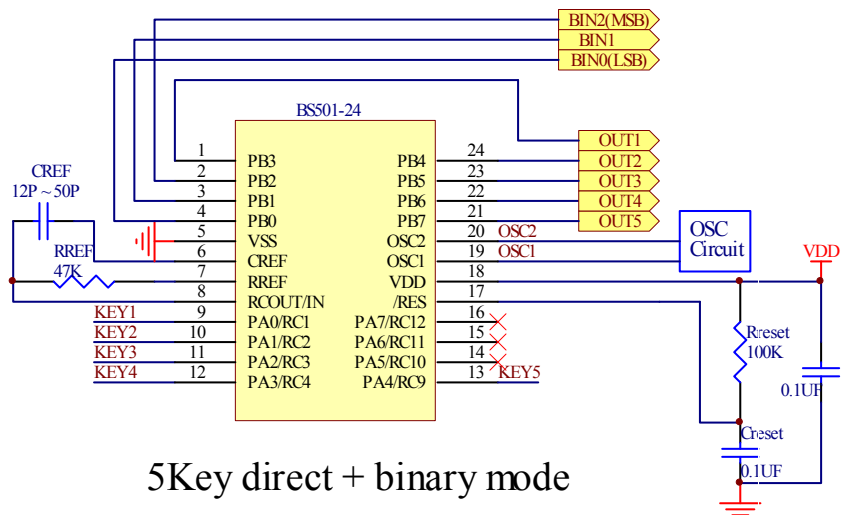 BIN2(MSB)
BIN1
BIN0(LSB)
BS501-24
OUT1
OUT2
OUT3
OUT4
OUT5
CREF
12P~50P
RREF
47K
1 PB3 PB4 24
2 PB2 PB5 23
3 PB1 PB6 22
4 PB0 PB7 21
5 VSS OSC2 20 OSC2
6 CREF OSC1 19 OSC1
7 RREF VDD 18
8 RCOUT/IN /RES 17
KEY1 9 PA0/RC1 PA7/RC12 16
KEY2 10 PA1/RC2 PA6/RC11 15
KEY3 11 PA2/RC3 PA5/RC10 14
KEY4 12 PA3/RC4 PA4/RC9 13 KEY5
OSC
Circuit
VDD
Rreset
100K
0.1UF
Creset
0.1UF
5Key direct + binary mode